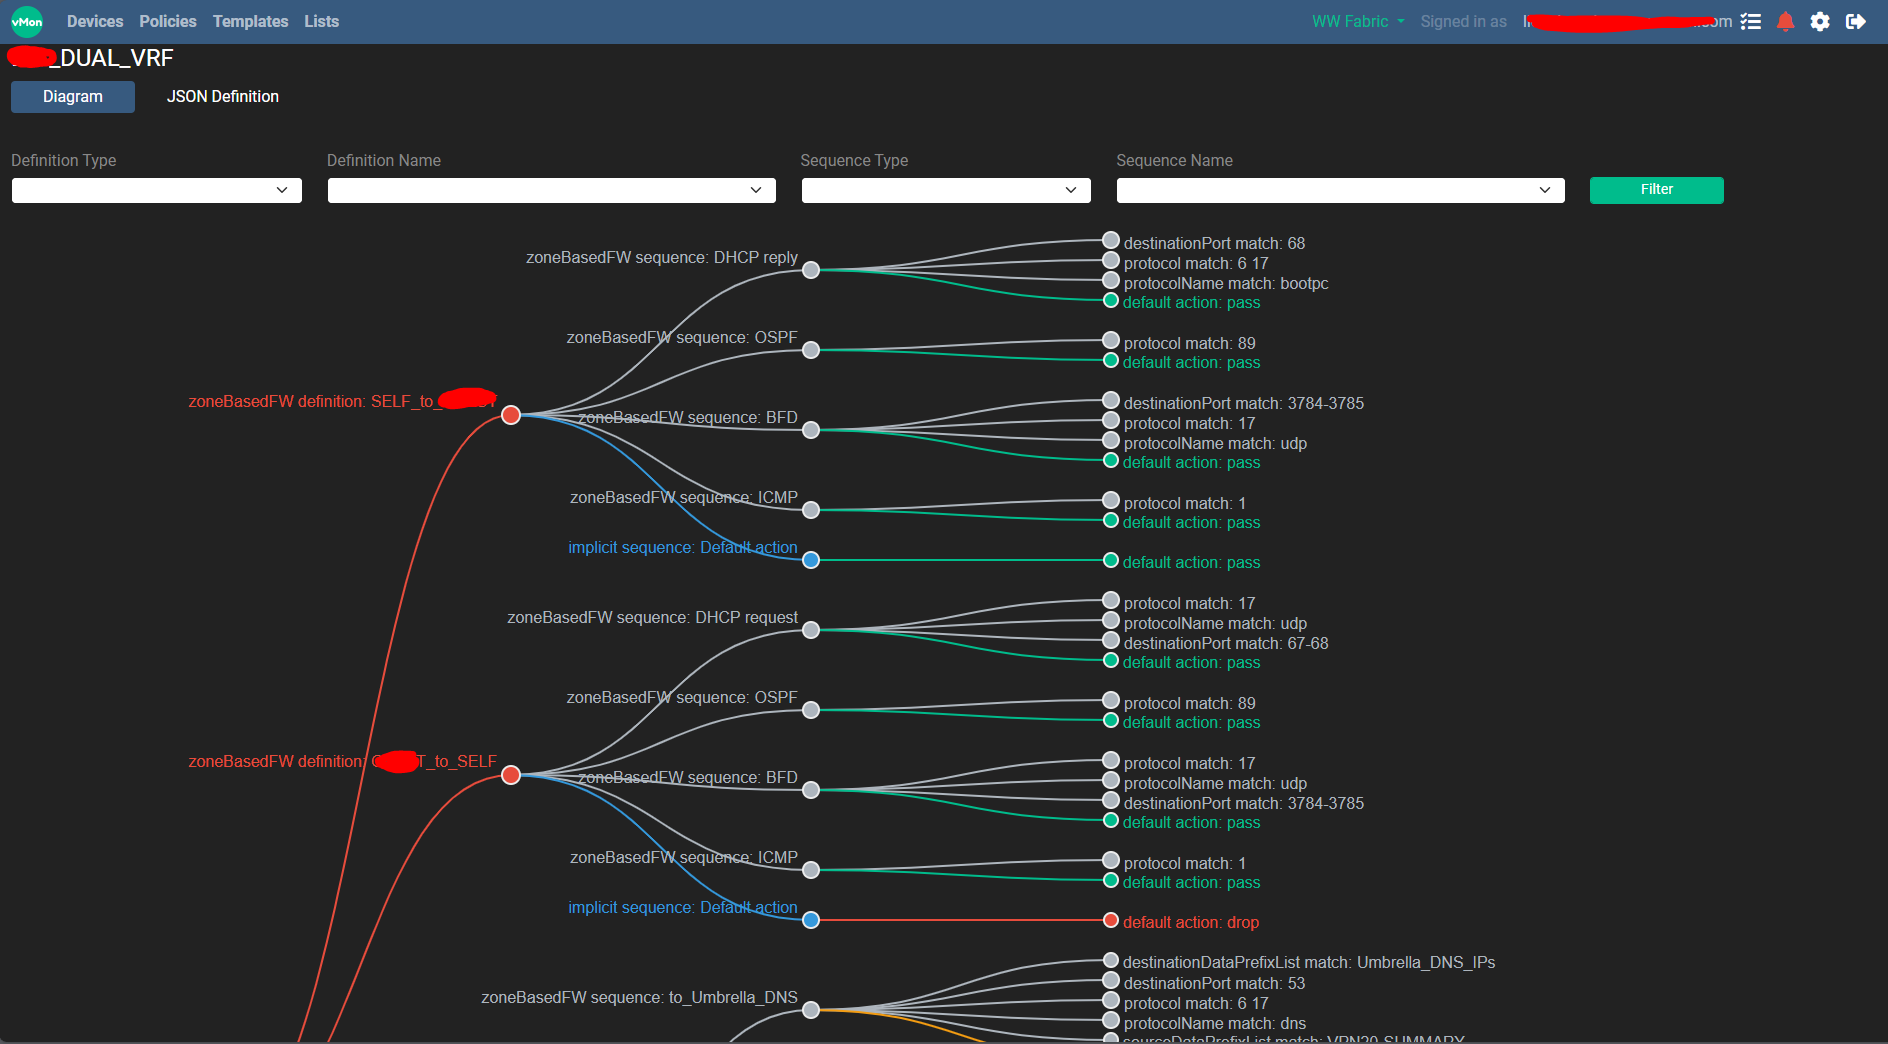 vMon
Devices Policies Templates Lists
WW Fabric Signed in as
_DUAL_VRF
Diagram JSON Definition
Definition Type Definition Name Sequence Type Sequence Name
Filter
zoneBasedFW definition: SELF_to_
zoneBasedFW sequence: DHCP reply
destinationPort match: 68
protocol match: 6 17
protocolName match: bootpc
default action: pass
zoneBasedFW sequence: OSPF
protocol match: 89
default action: pass
zoneBasedFW sequence: BFD
destinationPort match: 3784-3785
protocol match: 17
protocolName match: udp
default action: pass
zoneBasedFW sequence: ICMP
protocol match: 1
default action: pass
implicit sequence: Default action
default action: pass
zoneBasedFW definition: T_to_SELF
zoneBasedFW sequence: DHCP request
protocol match: 17
protocolName match: udp
destinationPort match: 67-68
default action: pass
zoneBasedFW sequence: OSPF
protocol match: 89
default action: pass
zoneBasedFW sequence: BFD
protocol match: 17
protocolName match: udp
destinationPort match: 3784-3785
default action: pass
zoneBasedFW sequence: ICMP
protocol match: 1
default action: pass
implicit sequence: Default action
default action: drop
zoneBasedFW sequence: to_Umbrella_DNS
destinationDataPrefixList match: Umbrella_DNS_IPs
destinationPort match: 53
protocol match: 6 17
protocolName match: dns
sourceDataPrefixList match: VPN20-SUMMARY